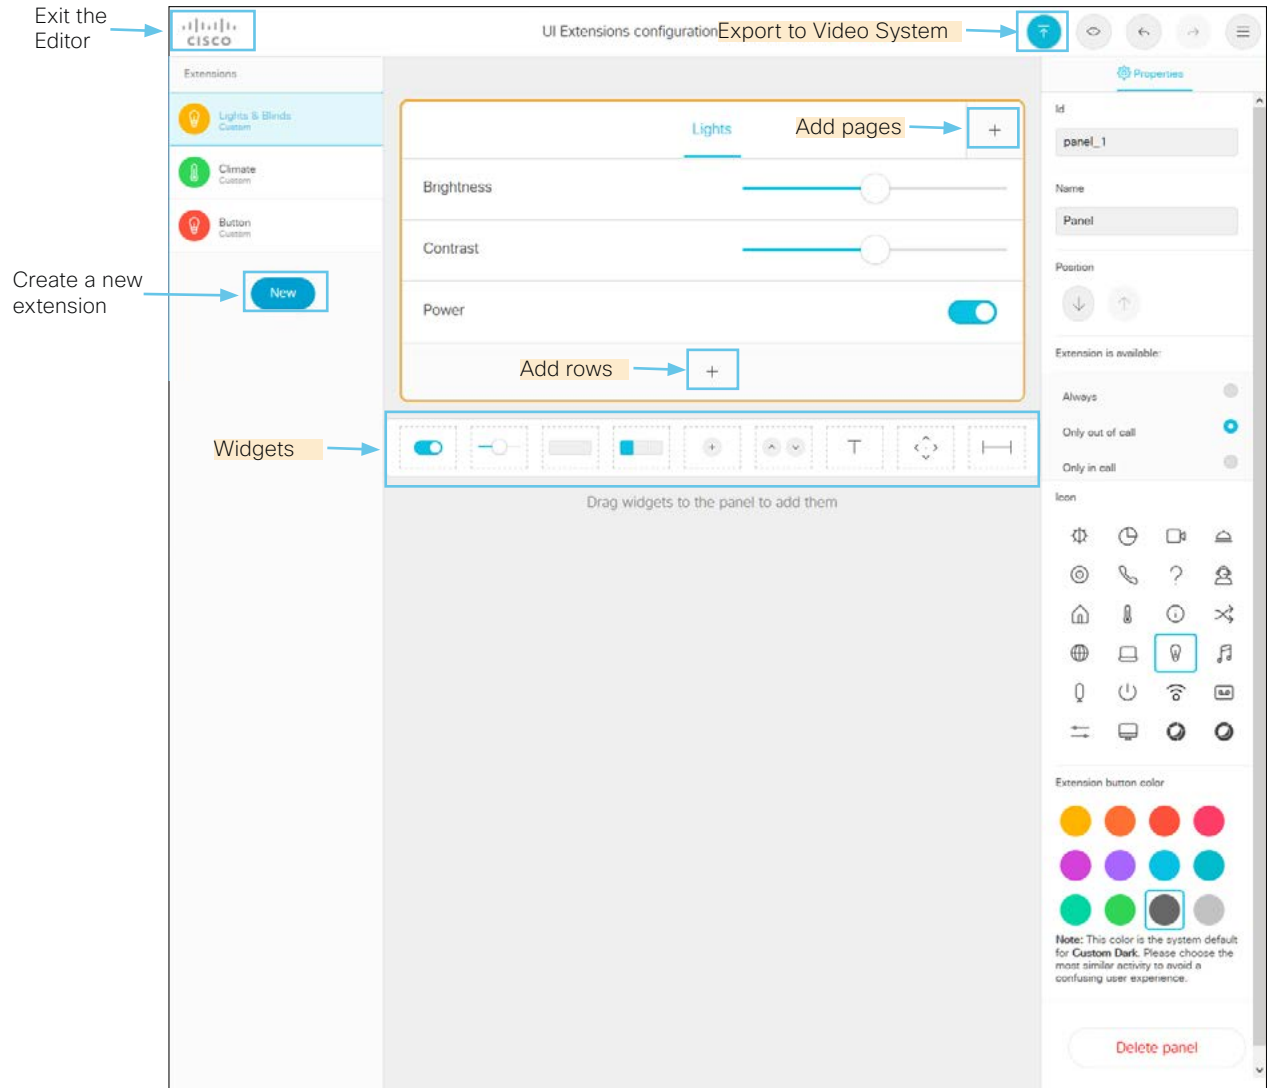 Exit the
Editor
CISCO
UI Extensions configuration
Export to Video System
Extensions
Properties
Lights & Blinds
Custom
Climate
Custom
Button
Custom
Create a new
extension
New
Lights
Add pages
+
Brightness
Contrast
Power
Add rows
+
Widgets
Drag widgets to the panel to add them
Id
panel_1
Name
Panel
Position
Extension is available:
Always
Only out of call
Only in call
Icon
Extension button color
Note: This color is the system default
for Custom Dark. Please choose the
most similar activity to avoid a
confusing user experience.
Delete panel